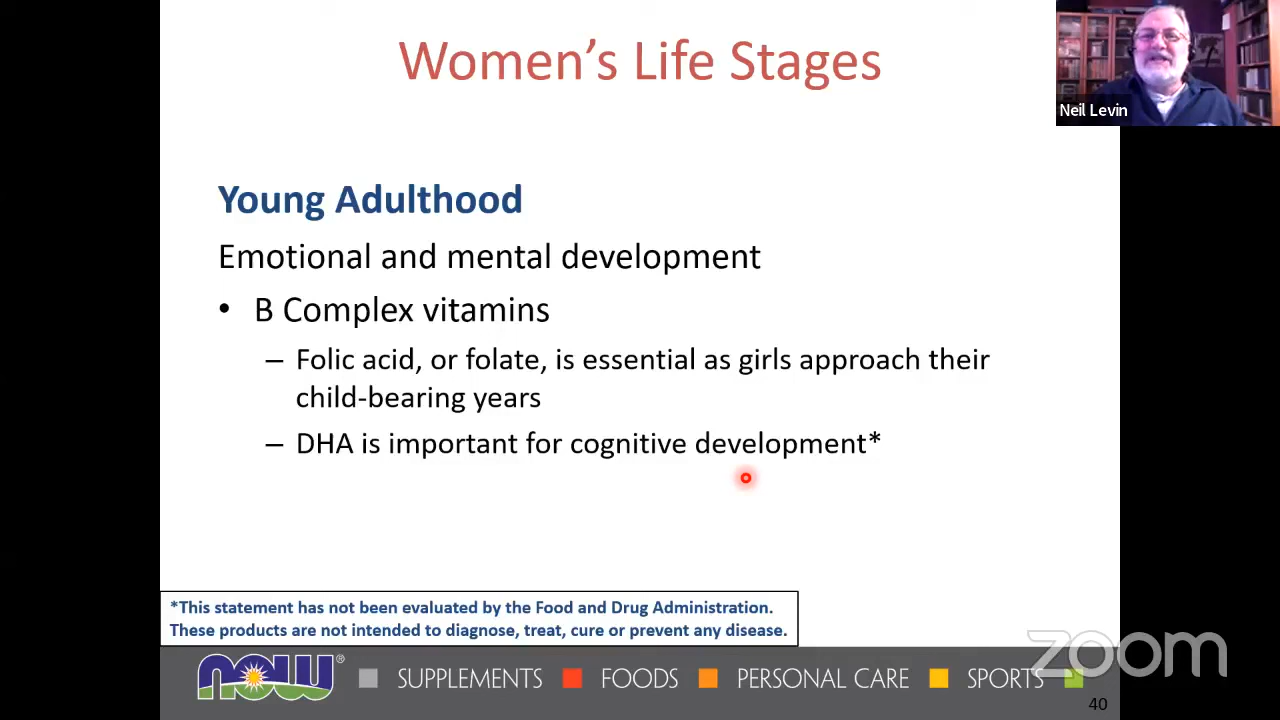 Women's Life Stages
Neil Levin
Young Adulthood
Emotional and mental development
• B Complex vitamins
– Folic acid, or folate, is essential as girls approach their
child-bearing years
– DHA is important for cognitive development*
*This statement has not been evaluated by the Food and Drug Administration.
These products are not intended to diagnose, treat, cure or prevent any disease.
now® SUPPLEMENTS FOODS PERSONAL CARE SPORTS
zoom
40